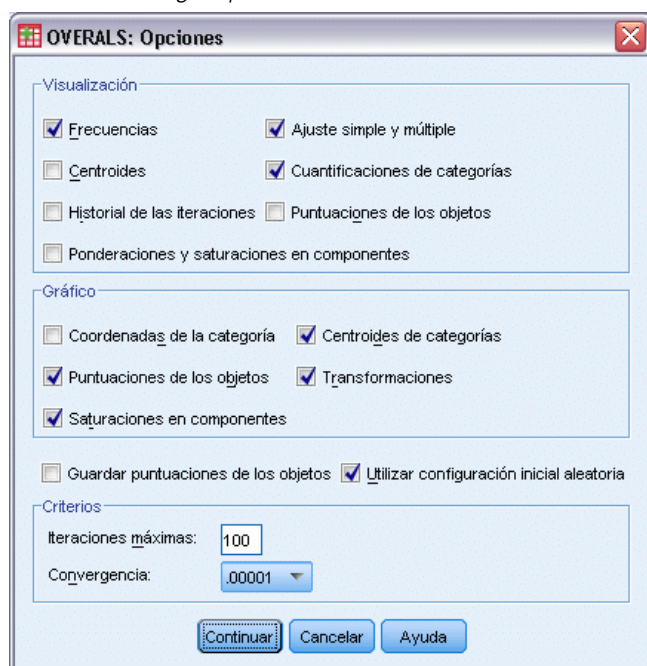 OVERALS: Opciones
Visualización
Frecuencias
Ajuste simple y múltiple
Centroides
Cuantificaciones de categorías
Historial de las iteraciones
Puntuaciones de los objetos
Ponderaciones y saturaciones en componentes
Gráfico
Coordenadas de la categoría
Centroides de categorías
Puntuaciones de los objetos
Transformaciones
Saturaciones en componentes
Guardar puntuaciones de los objetos
Utilizar configuración inicial aleatoria
Criterios
Iteraciones máximas: 100
Convergencia: .00001
Continuar
Cancelar
Ayuda